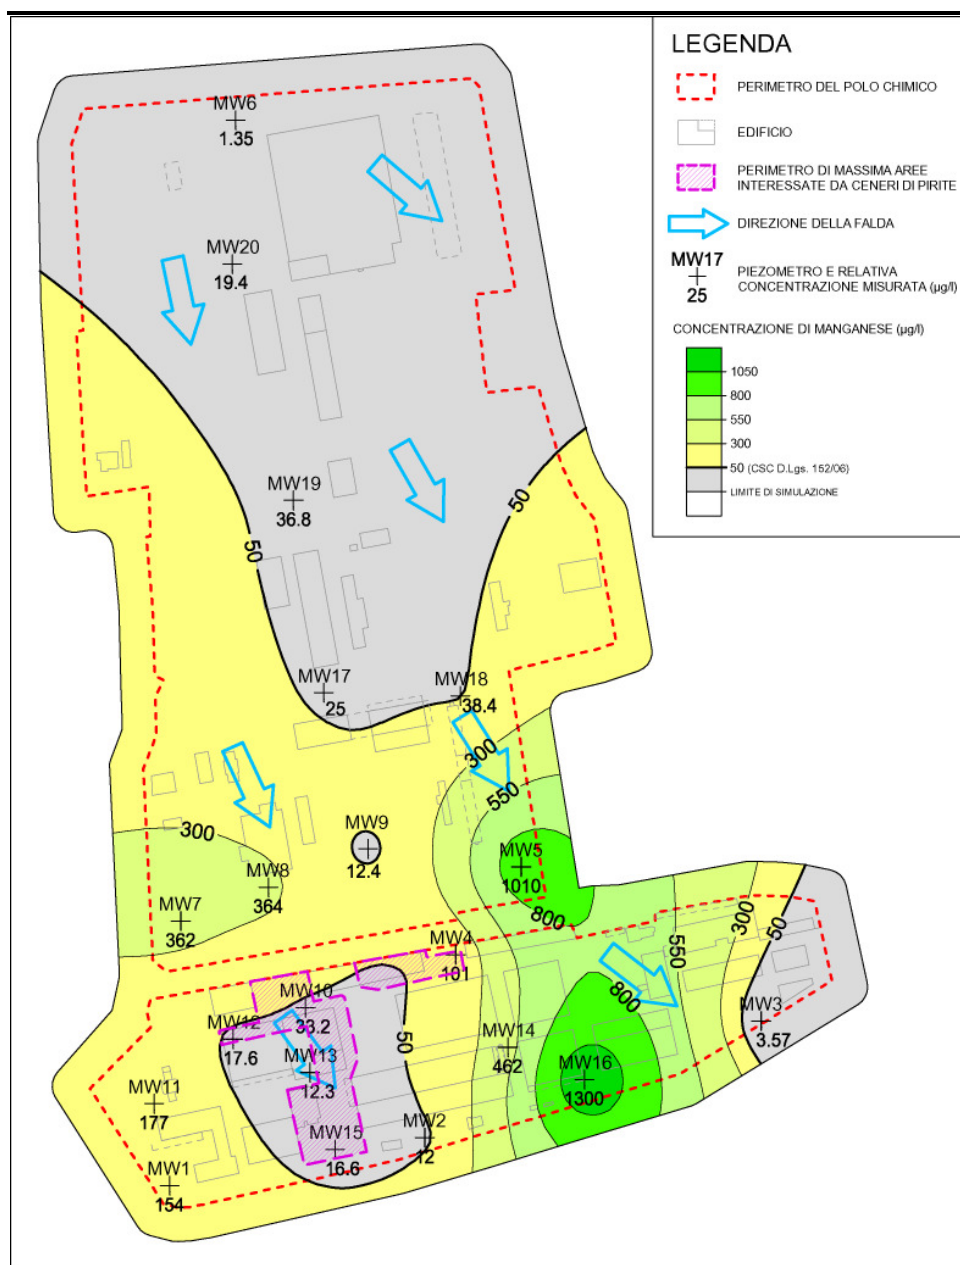 LEGENDA
PERIMETRO DEL POLO CHIMICO
EDIFICIO
PERIMETRO DI MASSIMA AREE
INTERESSATE DA CENERI DI PIRITE
DIREZIONE DELLA FALDA
MW17
25
PIEZOMETRO E RELATIVA
CONCENTRAZIONE MISURATA (µg/l)
CONCENTRAZIONE DI MANGANESE (µg/l)
1050
800
550
300
50 (CSC D.Lgs. 152/06)
LIMITE DI SIMULAZIONE
MW6
1.35
MW20
19.4
MW19
36.8
50
50
MW17
25
MW18
38.4
300
550
300
MW9
12.4
MW5
1010
MW8
364
MW7
362
800
300
50
550
MW4
101
800
MW10
33.2
MW12
17.6
50
MW14
462
MW3
3.57
MW13
12.3
MW16
1300
MW11
177
MW2
12
MW15
16.6
MW1
154